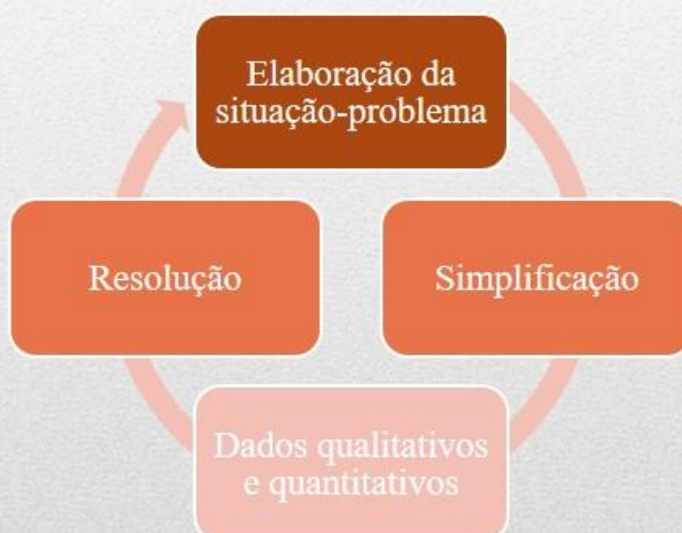 Elaboração da
situação-problema
Resolução
Simplificação
Dados qualitativos
e quantitativos